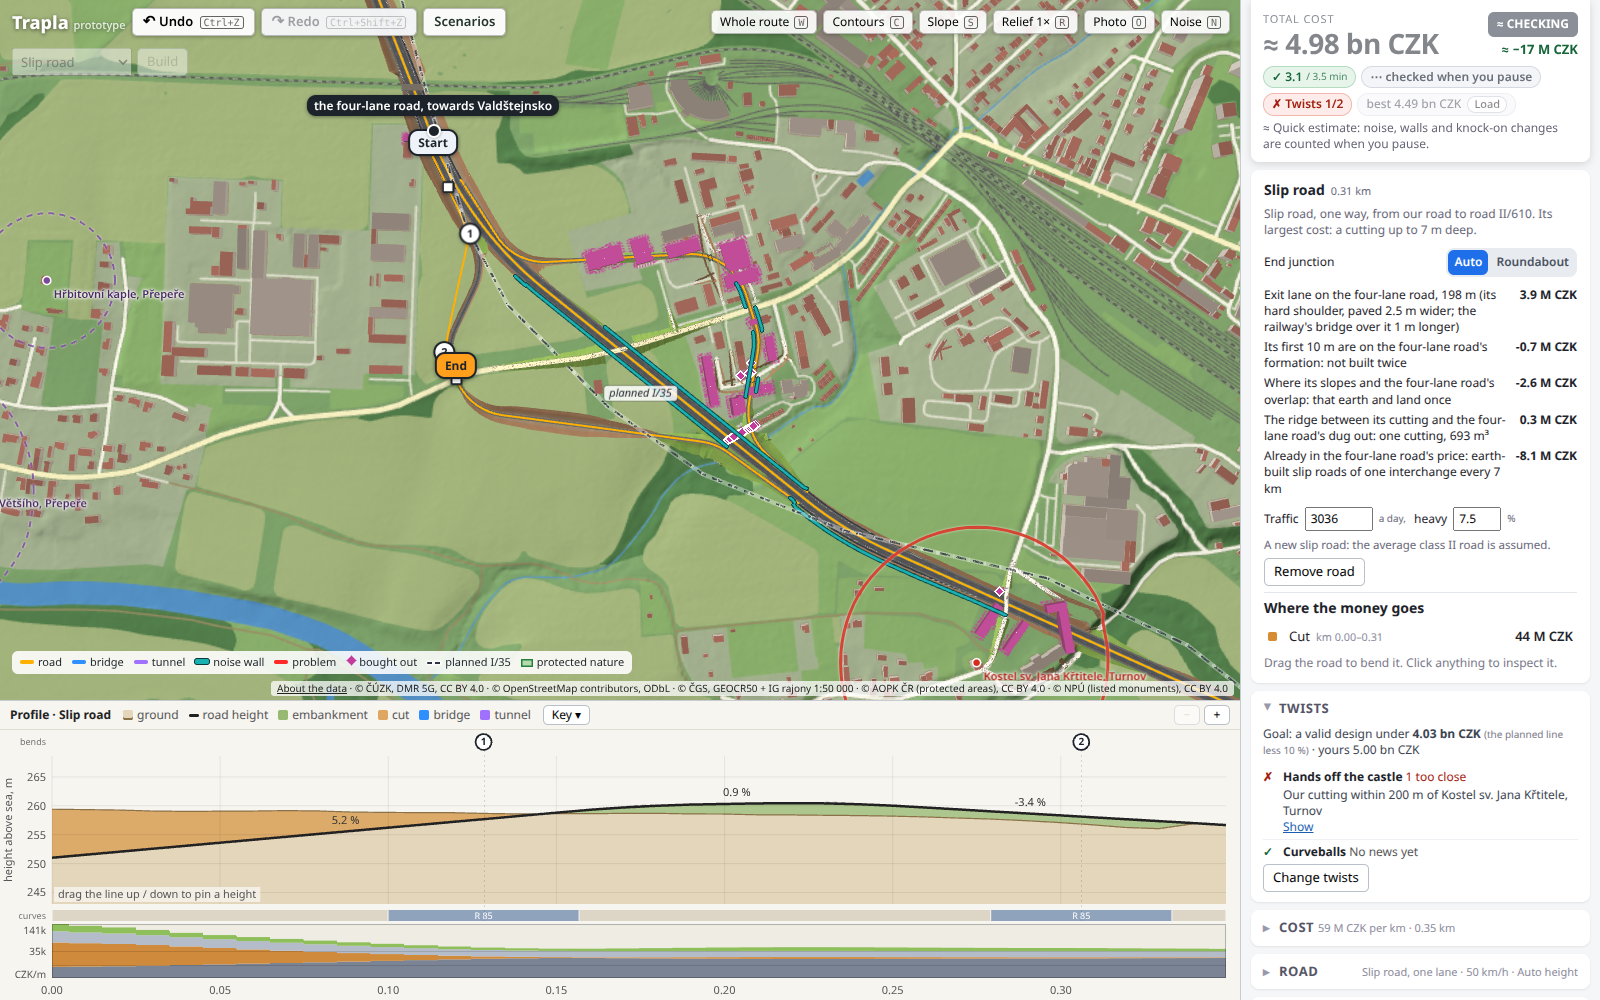 Trapla prototype
↶ Undo Ctrl+Z
↷ Redo Ctrl+Shift+Z
Scenarios
Whole route W
Contours C
Slope S
Relief 1× R
Photo O
Noise N
Slip road
Build
the four-lane road, towards Valdštejnsko
Start
1
End
Hřbitovní kaple, Přepeře
Většího, Přepeře
planned I/35
Kostel sv. Jana Křtitele, Turnov
road
bridge
tunnel
noise wall
problem
bought out
planned I/35
protected nature
About the data · © ČÚZK, DMR 5G, CC BY 4.0 · © OpenStreetMap contributors, ODbL · © ČGS, GEOCR50 + IG rajony 1:50 000 · © AOPK ČR (protected areas), CC BY 4.0 · © NPÚ (listed monuments), CC BY 4.0
Profile · Slip road
ground
road height
embankment
cut
bridge
tunnel
Key ▾
−
+
bends
1
2
height above sea, m
265
260
255
250
245
5.2 %
0.9 %
-3.4 %
drag the line up / down to pin a height
curves
R 85
R 85
141k
35k
CZK/m
0.00
0.05
0.10
0.15
0.20
0.25
0.30
TOTAL COST
≈ CHECKING
≈ 4.98 bn CZK
≈ −17 M CZK
✓ 3.1 / 3.5 min
··· checked when you pause
✗ Twists 1/2
best 4.49 bn CZK Load
≈ Quick estimate: noise, walls and knock-on changes
are counted when you pause.
Slip road 0.31 km
Slip road, one way, from our road to road II/610. Its
largest cost: a cutting up to 7 m deep.
End junction
Auto
Roundabout
Exit lane on the four-lane road, 198 m (its 3.9 M CZK
hard shoulder, paved 2.5 m wider; the
railway's bridge over it 1 m longer)
Its first 10 m are on the four-lane road's -0.7 M CZK
formation: not built twice
Where its slopes and the four-lane road's -2.6 M CZK
overlap: that earth and land once
The ridge between its cutting and the four- 0.3 M CZK
lane road's dug out: one cutting, 693 m³
Already in the four-lane road's price: earth- -8.1 M CZK
built slip roads of one interchange every 7
km
Traffic 3036 a day, heavy 7.5 %
A new slip road: the average class II road is assumed.
Remove road
Where the money goes
Cut km 0.00–0.31 44 M CZK
Drag the road to bend it. Click anything to inspect it.
▼ TWISTS
Goal: a valid design under 4.03 bn CZK (the planned line
less 10 %) · yours 5.00 bn CZK
✗ Hands off the castle 1 too close
Our cutting within 200 m of Kostel sv. Jana Křtitele,
Turnov
Show
✓ Curveballs No news yet
Change twists
▶ COST 59 M CZK per km · 0.35 km
▶ ROAD Slip road, one lane · 50 km/h · Auto height